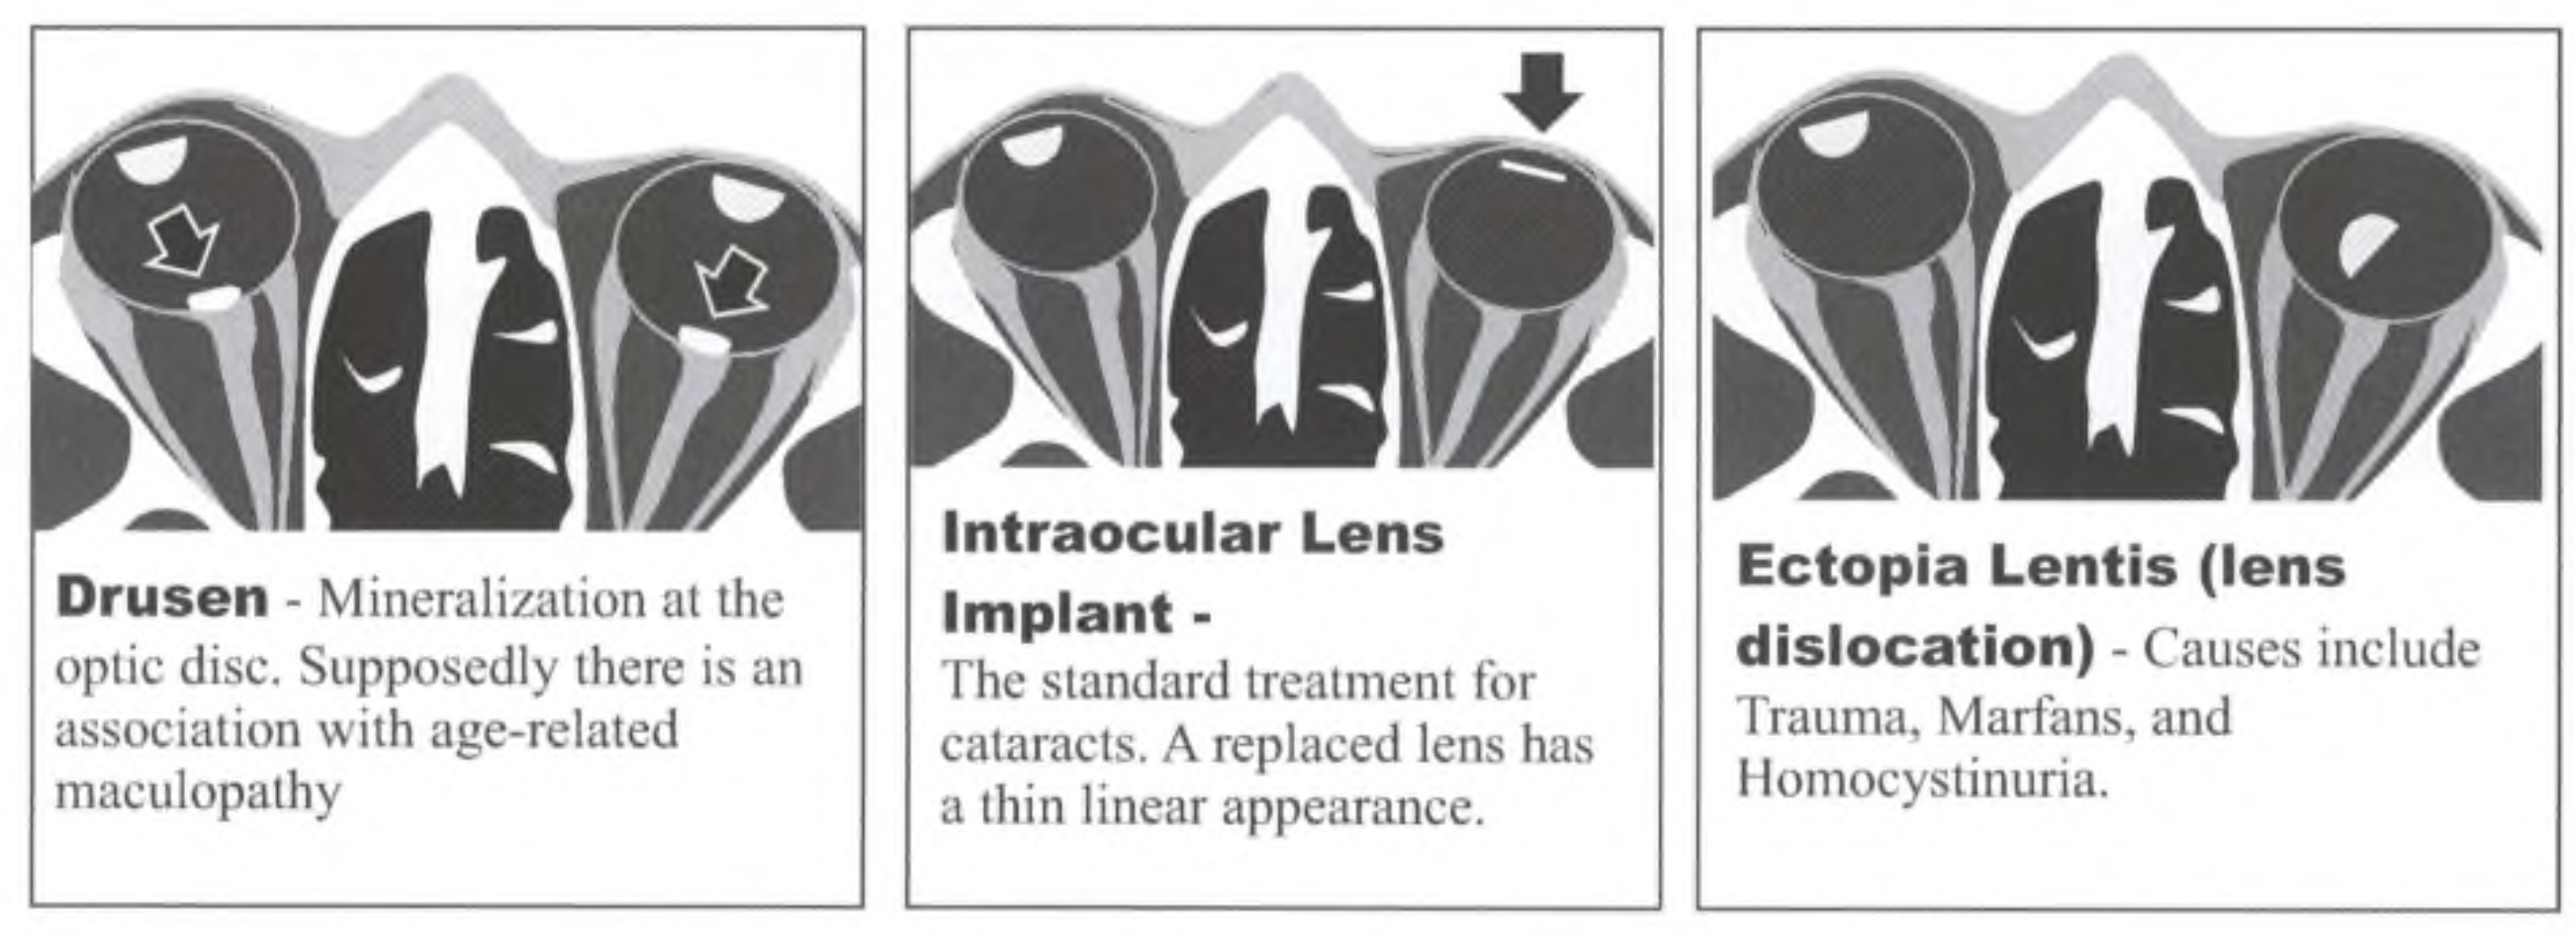 Drusen - Mineralization at the
optic disc. Supposedly there is an
association with age-related
maculopathy
Intraocular Lens
Implant -
The standard treatment for
cataracts. A replaced lens has
a thin linear appearance.
Ectopia Lentis (lens
dislocation) - Causes include
Trauma, Marfans, and
Homocystinuria.